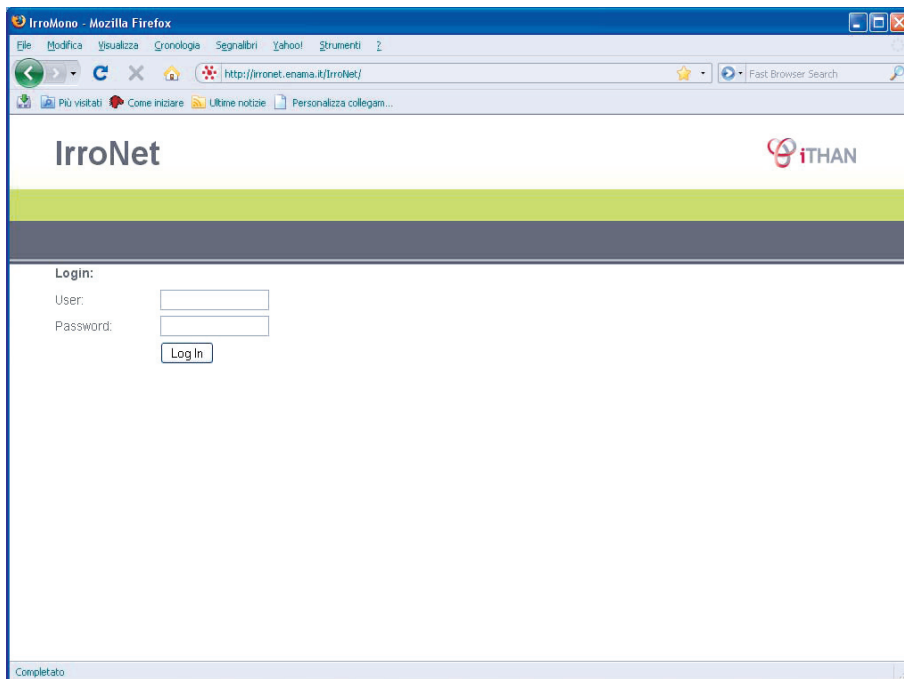 IrroMono - Mozilla Firefox
File Modifica Visualizza Cronologia Segnalibri Yahoo! Strumenti ?
http://irronet.enama.it/IrroNet/ Fast Browser Search
Più visitati Come iniziare Ultime notizie Personalizza collegam...
IrroNet iTHAN
Login:
User:
Password:
Log In
Completato